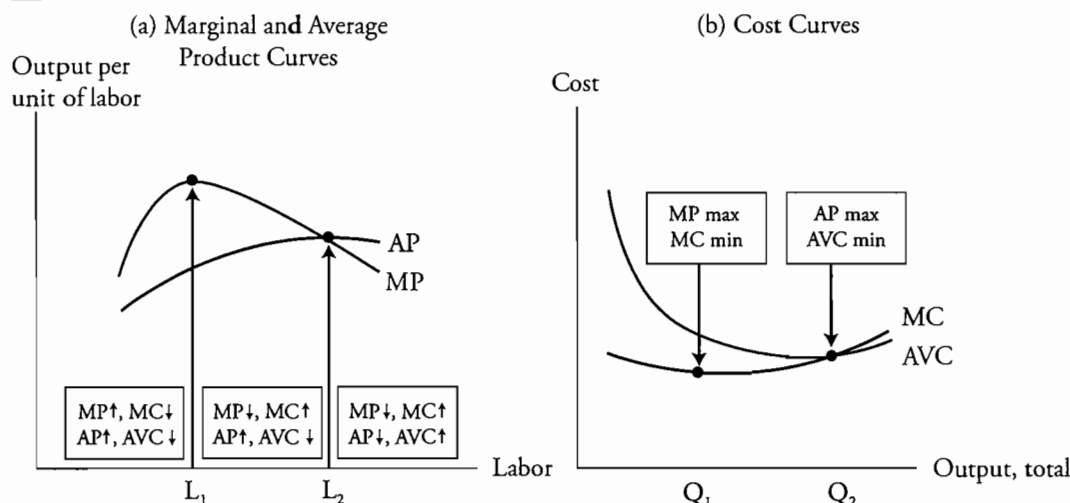 (a) Marginal and Average
Product Curves
Output per
unit of labor
AP
MP
MP↑, MC↓
AP↑, AVC↓
MP↓, MC↑
AP↑, AVC↓
MP↓, MC↑
AP↓, AVC↑
Labor
L₁
L₂
(b) Cost Curves
Cost
MP max
MC min
AP max
AVC min
MC
AVC
Output, total
Q₁
Q₂